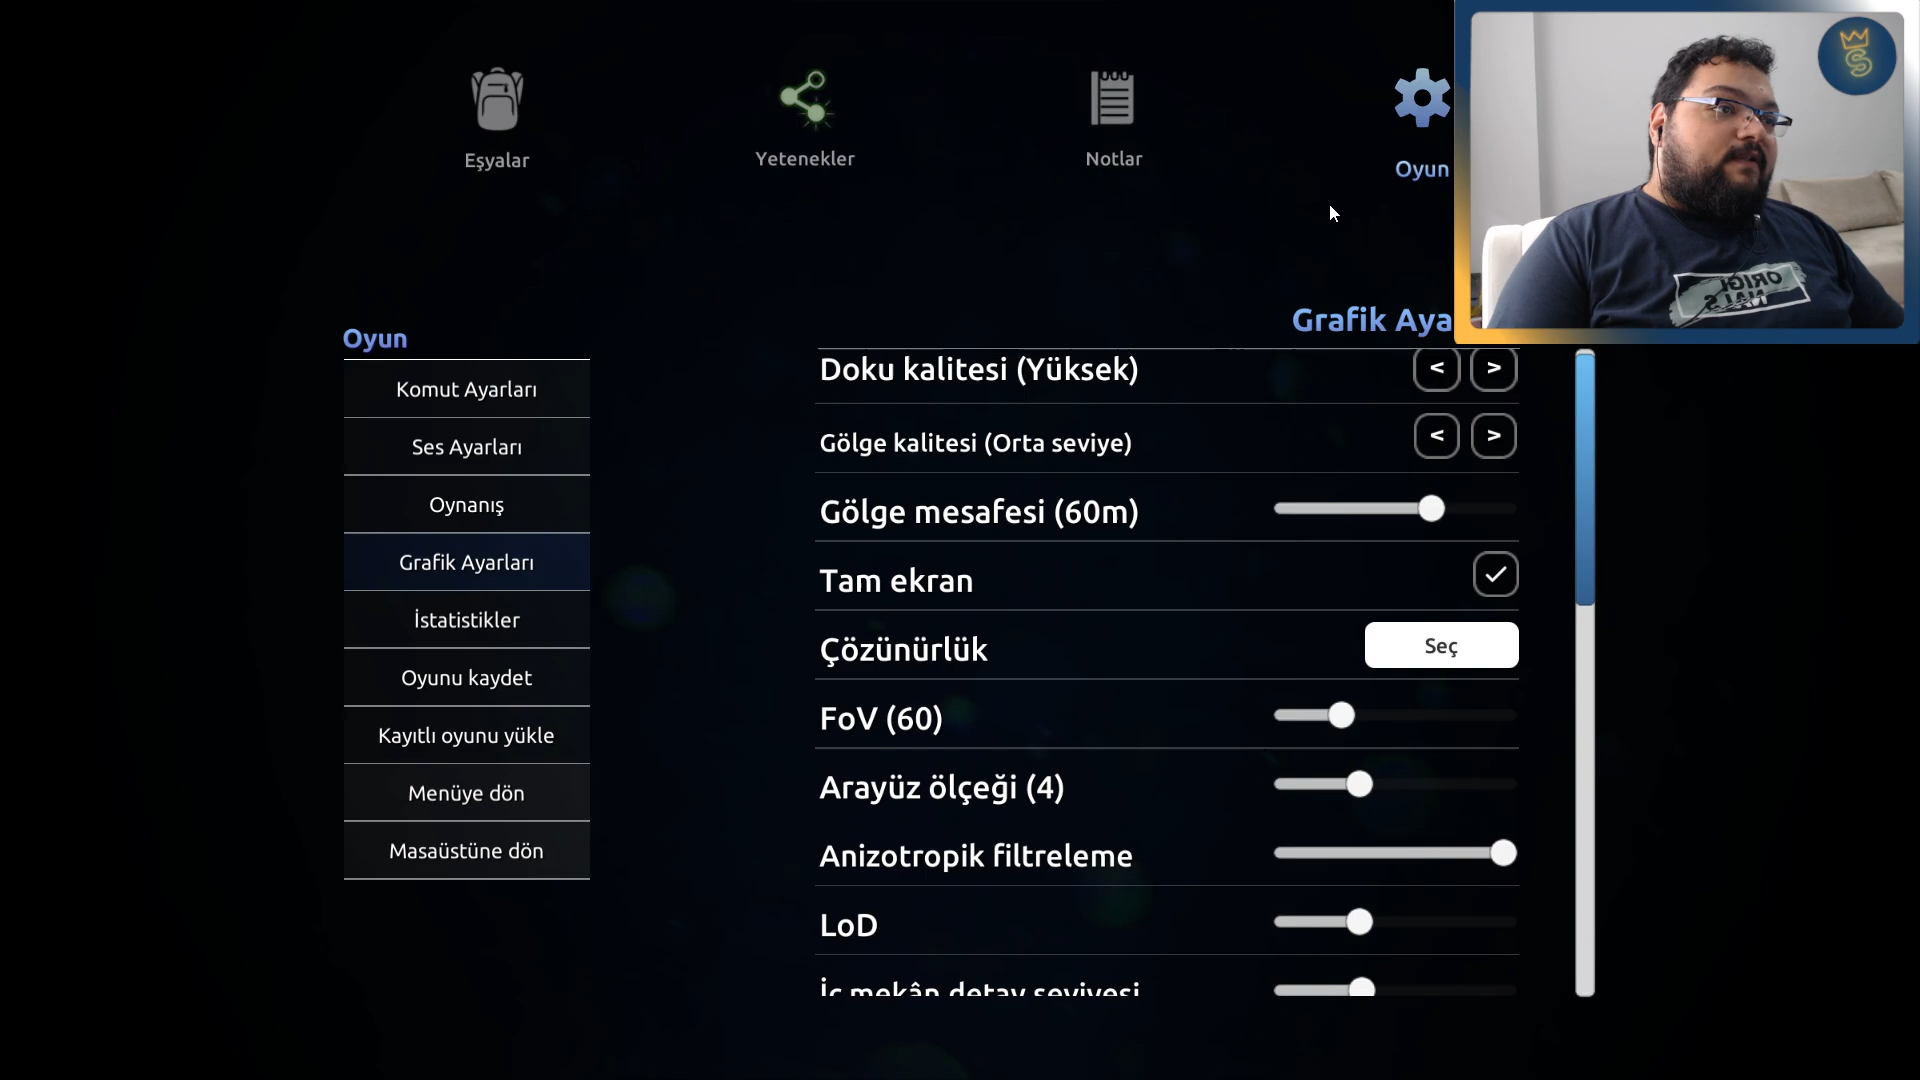 Eşyalar
Yetenekler
Notlar
Oyun
Grafik Aya
Oyun
Komut Ayarları
Ses Ayarları
Oynanış
Grafik Ayarları
İstatistikler
Oyunu kaydet
Kayıtlı oyunu yükle
Menüye dön
Masaüstüne dön
Doku kalitesi (Yüksek)
< >
Gölge kalitesi (Orta seviye)
< >
Gölge mesafesi (60m)
Tam ekran
Çözünürlük
Seç
FoV (60)
Arayüz ölçeği (4)
Anizotropik filtreleme
LoD
İç mekân detay seviyesi
ORIGI
NALS
S